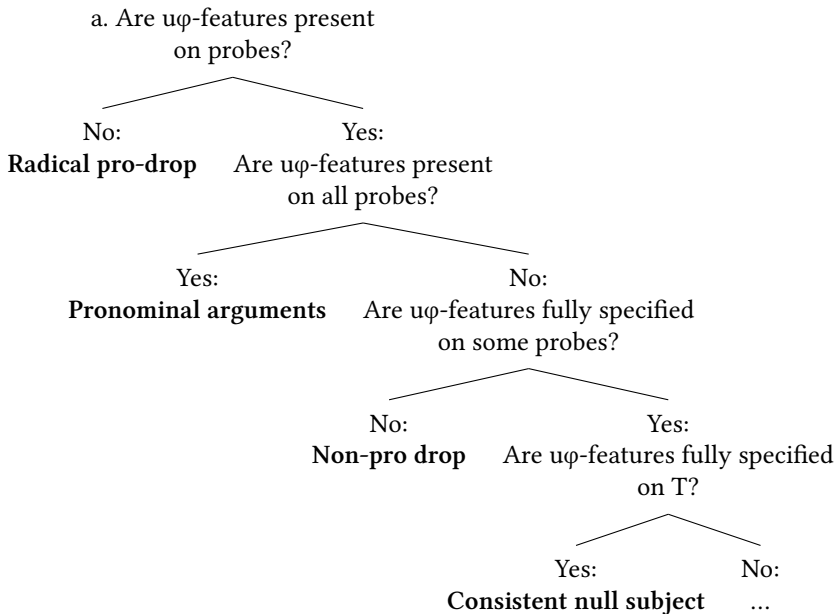 a. Are uφ-features present
on probes?
No:
Radical pro-drop
Yes:
Are uφ-features present
on all probes?
Yes:
Pronominal arguments
No:
Are uφ-features fully specified
on some probes?
No:
Non-pro drop
Yes:
Are uφ-features fully specified
on T?
Yes:
Consistent null subject
No:
...